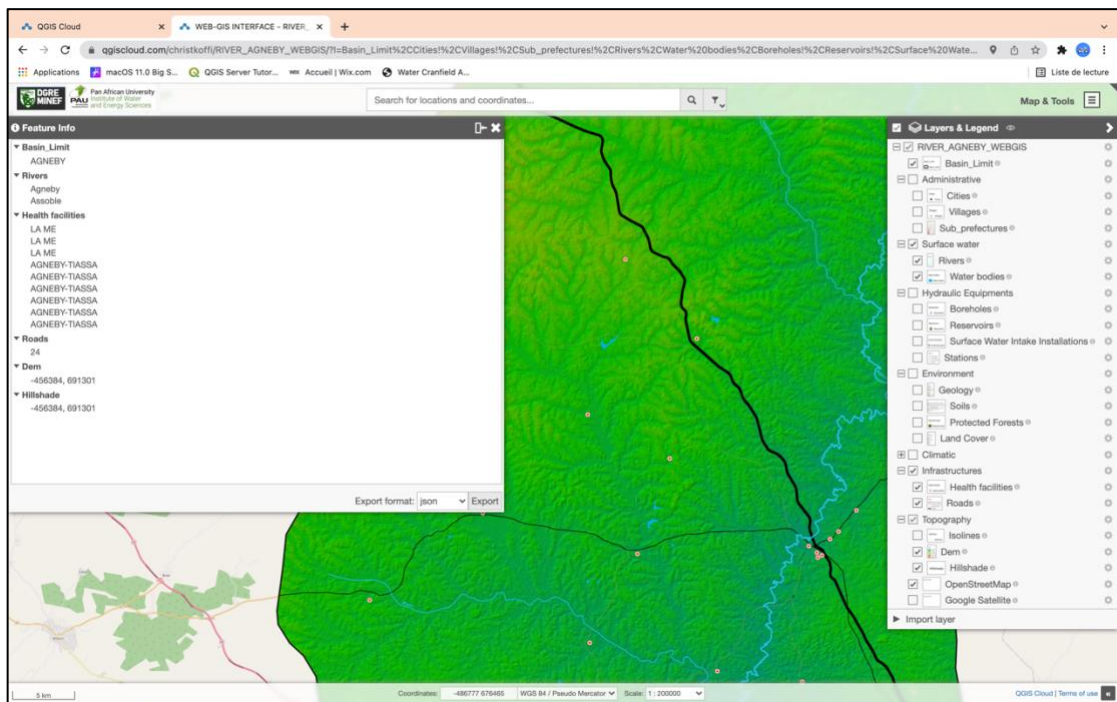 QGIS Cloud
WEB-GIS INTERFACE - RIVER_
qgiscloud.com/christkoffi/RIVER_AGNEBY_WEBGIS/?l=Basin_Limit%2CCities!%2CVillages!%2CSub_prefectures!%2CRivers%2CWater bodies%2CBoreholes!%2CReservoirs!%2CSurface%20Wate...
Applications
macOS 11.0 Big S...
QGIS Server Tutor...
Accueil | Wix.com
Water Cranfield A...
Liste de lecture
DGRE
MINEF
PAU
Pan African University
Institute of Water
and Energy Sciences
Search for locations and coordinates...
Map & Tools
Feature Info
Basin_Limit
AGNEBY
Rivers
Agneby
Assoble
Health facilities
LA ME
LA ME
LA ME
AGNEBY-TIASSA
AGNEBY-TIASSA
AGNEBY-TIASSA
AGNEBY-TIASSA
AGNEBY-TIASSA
AGNEBY-TIASSA
Roads
24
Dem
-456384, 691301
Hillshade
-456384, 691301
Export format: json Export
Layers & Legend
RIVER_AGNEBY_WEBGIS
Basin_Limit
Administrative
Cities
Villages
Sub_prefectures
Surface water
Rivers
Water bodies
Hydraulic Equipments
Boreholes
Reservoirs
Surface Water Intake Installations
Stations
Environment
Geology
Soils
Protected Forests
Land Cover
Climatic
Infrastructures
Health facilities
Roads
Topography
Isolines
Dem
Hillshade
OpenStreetMap
Google Satellite
Import layer
5 km
Coordinates: -486777 676465 WGS 84 / Pseudo Mercator Scale: 1 : 200000
QGIS Cloud | Terms of use